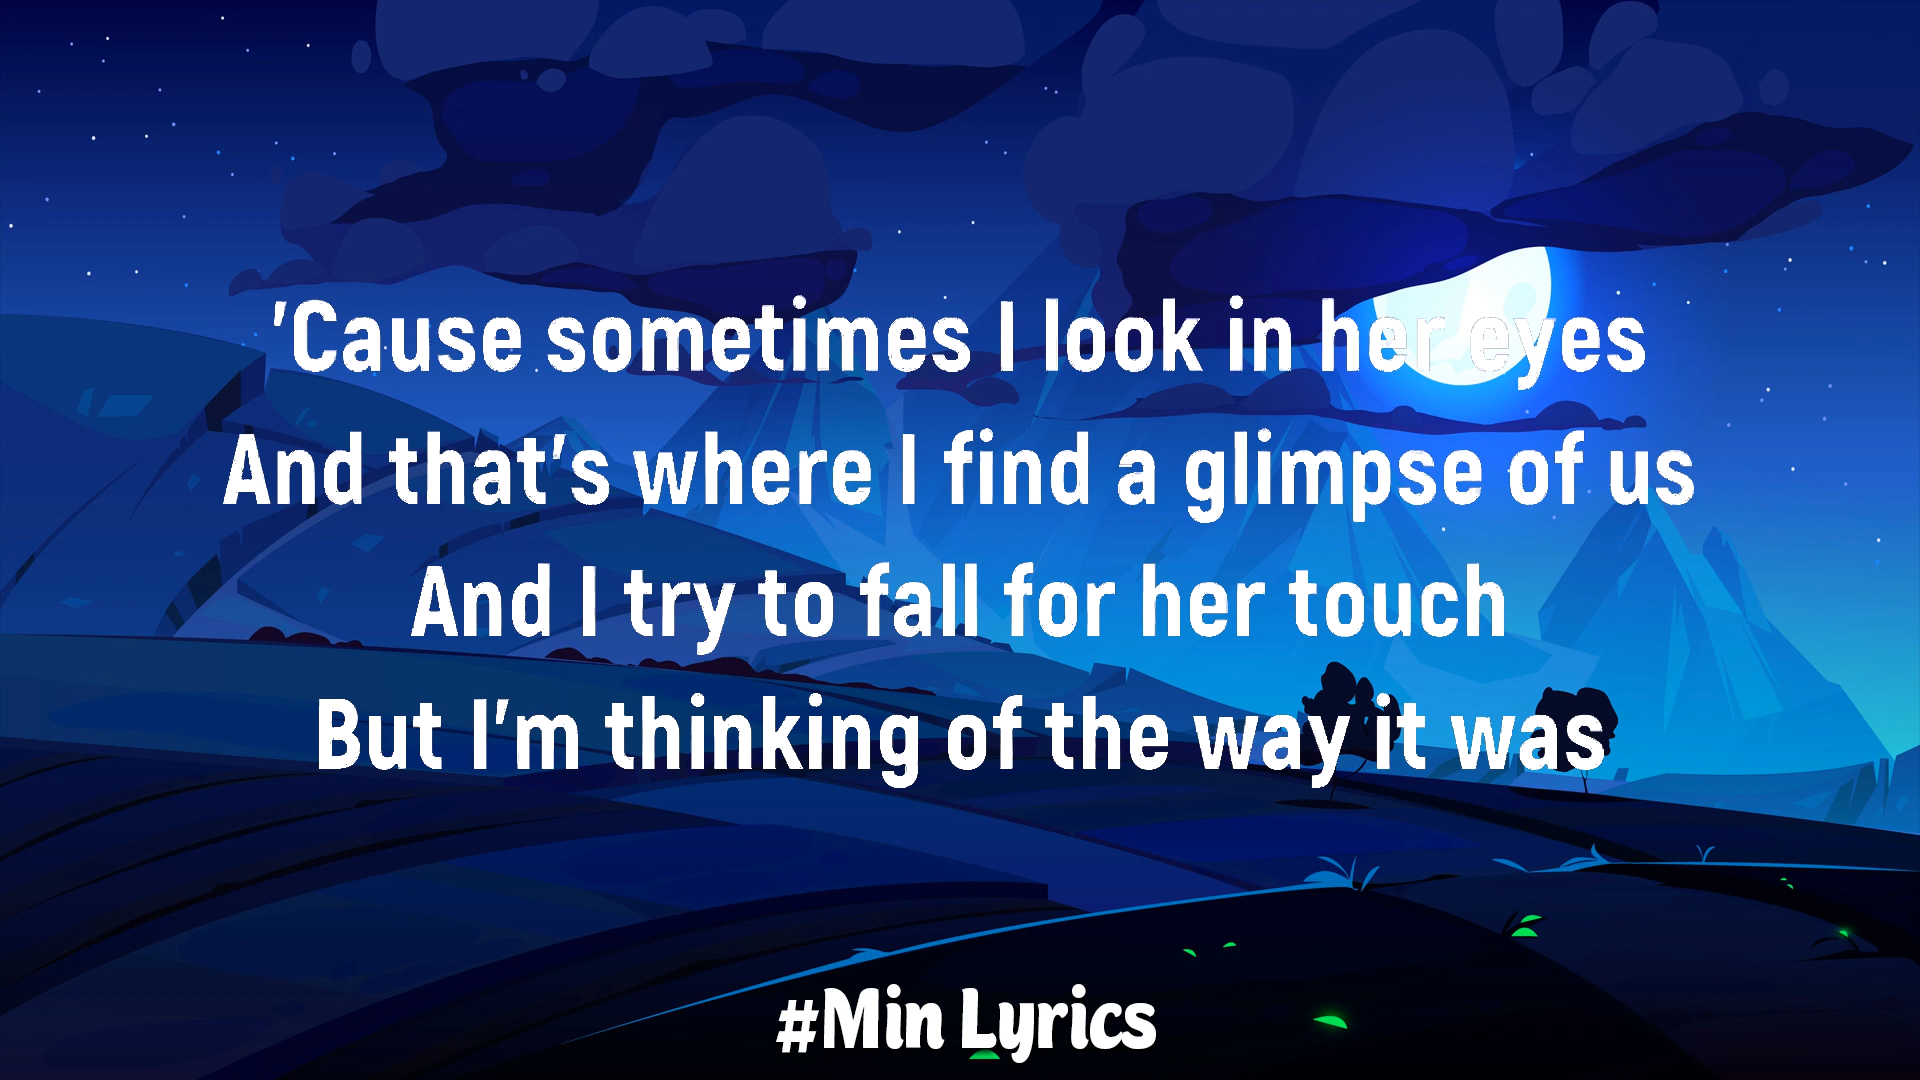 'Cause sometimes I look in her eyes
And that's where I find a glimpse of us
And I try to fall for her touch
But I'm thinking of the way it was
#Min Lyrics